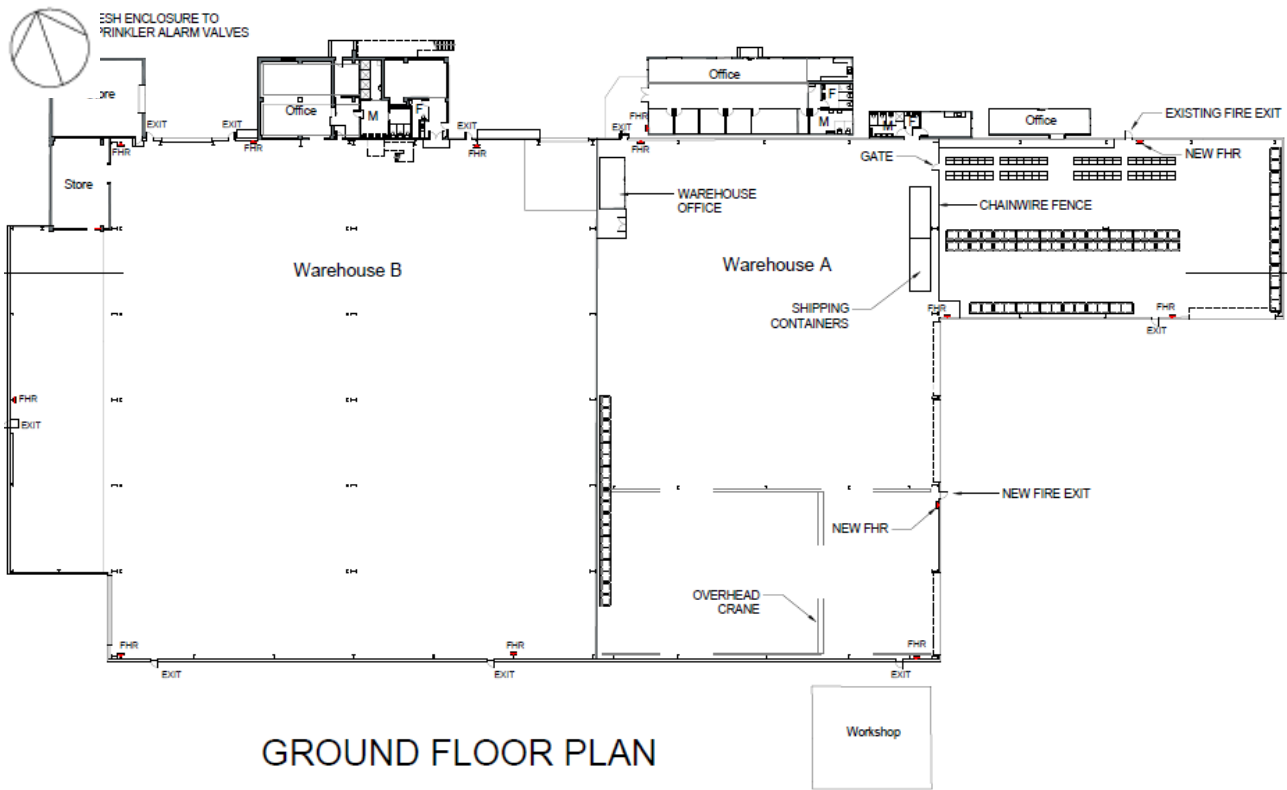 ESH ENCLOSURE TO
PRINKLER ALARM VALVES
ore
Office
M
F
Office
F
M
M
Office
EXISTING FIRE EXIT
EXIT
EXIT
EXIT
EXIT
FHR
FHR
FHR
FHR
FHR
NEW FHR
GATE
Store
WAREHOUSE
OFFICE
CHAINWIRE FENCE
Warehouse B
Warehouse A
SHIPPING
CONTAINERS
FHR
FHR
EXIT
FHR
EXIT
NEW FIRE EXIT
NEW FHR
OVERHEAD
CRANE
FHR
FHR
FHR
EXIT
EXIT
EXIT
GROUND FLOOR PLAN
Workshop